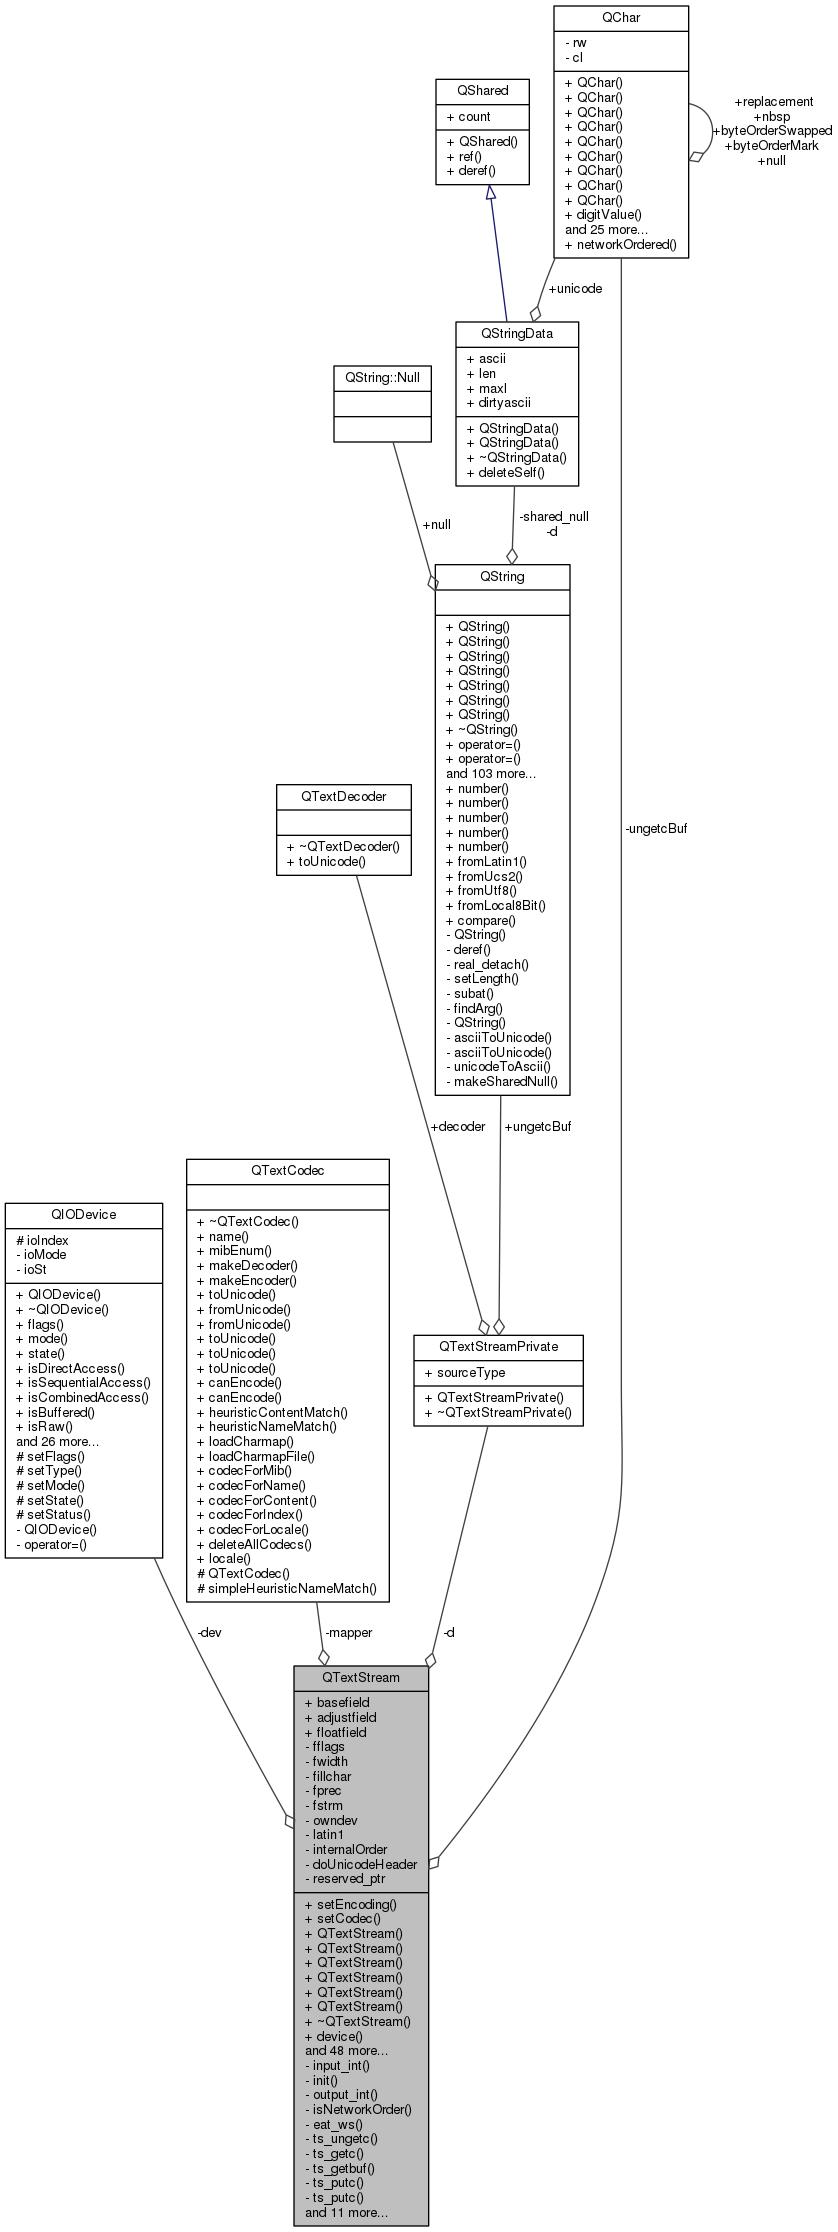 QChar
- rw
- cl
+ QChar()
+ QChar()
+ QChar()
+ QChar()
+ QChar()
+ QChar()
+ QChar()
+ QChar()
+ QChar()
+ digitValue()
and 25 more...
+ networkOrdered()
+replacement
+nbsp
+byteOrderSwapped
+byteOrderMark
+null
QShared
+ count
+ QShared()
+ ref()
+ deref()
+unicode
QStringData
+ ascii
+ len
+ maxl
+ dirtyascii
+ QStringData()
+ QStringData()
+ ~QStringData()
+ deleteSelf()
QString::Null
+null
-shared_null
-d
QString
+ QString()
+ QString()
+ QString()
+ QString()
+ QString()
+ QString()
+ QString()
+ ~QString()
+ operator=()
+ operator=()
and 103 more...
+ number()
+ number()
+ number()
+ number()
+ number()
+ fromLatin1()
+ fromUcs2()
+ fromUtf8()
+ fromLocal8Bit()
+ compare()
- QString()
- deref()
- real_detach()
- setLength()
- subat()
- findArg()
- QString()
- asciiToUnicode()
- asciiToUnicode()
- unicodeToAscii()
- makeSharedNull()
QTextDecoder
+ ~QTextDecoder()
+ toUnicode()
-ungetcBuf
+decoder
+ungetcBuf
QTextCodec
+ ~QTextCodec()
+ name()
+ mibEnum()
+ makeDecoder()
+ makeEncoder()
+ toUnicode()
+ fromUnicode()
+ fromUnicode()
+ toUnicode()
+ toUnicode()
+ toUnicode()
+ canEncode()
+ canEncode()
+ heuristicContentMatch()
+ heuristicNameMatch()
+ loadCharmap()
+ loadCharmapFile()
+ codecForMib()
+ codecForName()
+ codecForContent()
+ codecForIndex()
+ codecForLocale()
+ deleteAllCodecs()
+ locale()
# QTextCodec()
# simpleHeuristicNameMatch()
QIODevice
# ioIndex
- ioMode
- ioSt
+ QIODevice()
+ ~QIODevice()
+ flags()
+ mode()
+ state()
+ isDirectAccess()
+ isSequentialAccess()
+ isCombinedAccess()
+ isBuffered()
+ isRaw()
and 26 more...
# setFlags()
# setType()
# setMode()
# setState()
# setStatus()
- QIODevice()
- operator=()
QTextStreamPrivate
+ sourceType
+ QTextStreamPrivate()
+ ~QTextStreamPrivate()
-dev
-mapper
-d
QTextStream
+ basefield
+ adjustfield
+ floatfield
- fflags
- fwidth
- fillchar
- fprec
- fstrm
- owndev
- latin1
- internalOrder
- doUnicodeHeader
- reserved_ptr
+ setEncoding()
+ setCodec()
+ QTextStream()
+ QTextStream()
+ QTextStream()
+ QTextStream()
+ QTextStream()
+ QTextStream()
+ ~QTextStream()
+ device()
and 48 more...
- input_int()
- init()
- output_int()
- isNetworkOrder()
- eat_ws()
- ts_ungetc()
- ts_getc()
- ts_getbuf()
- ts_putc()
- ts_putc()
and 11 more...